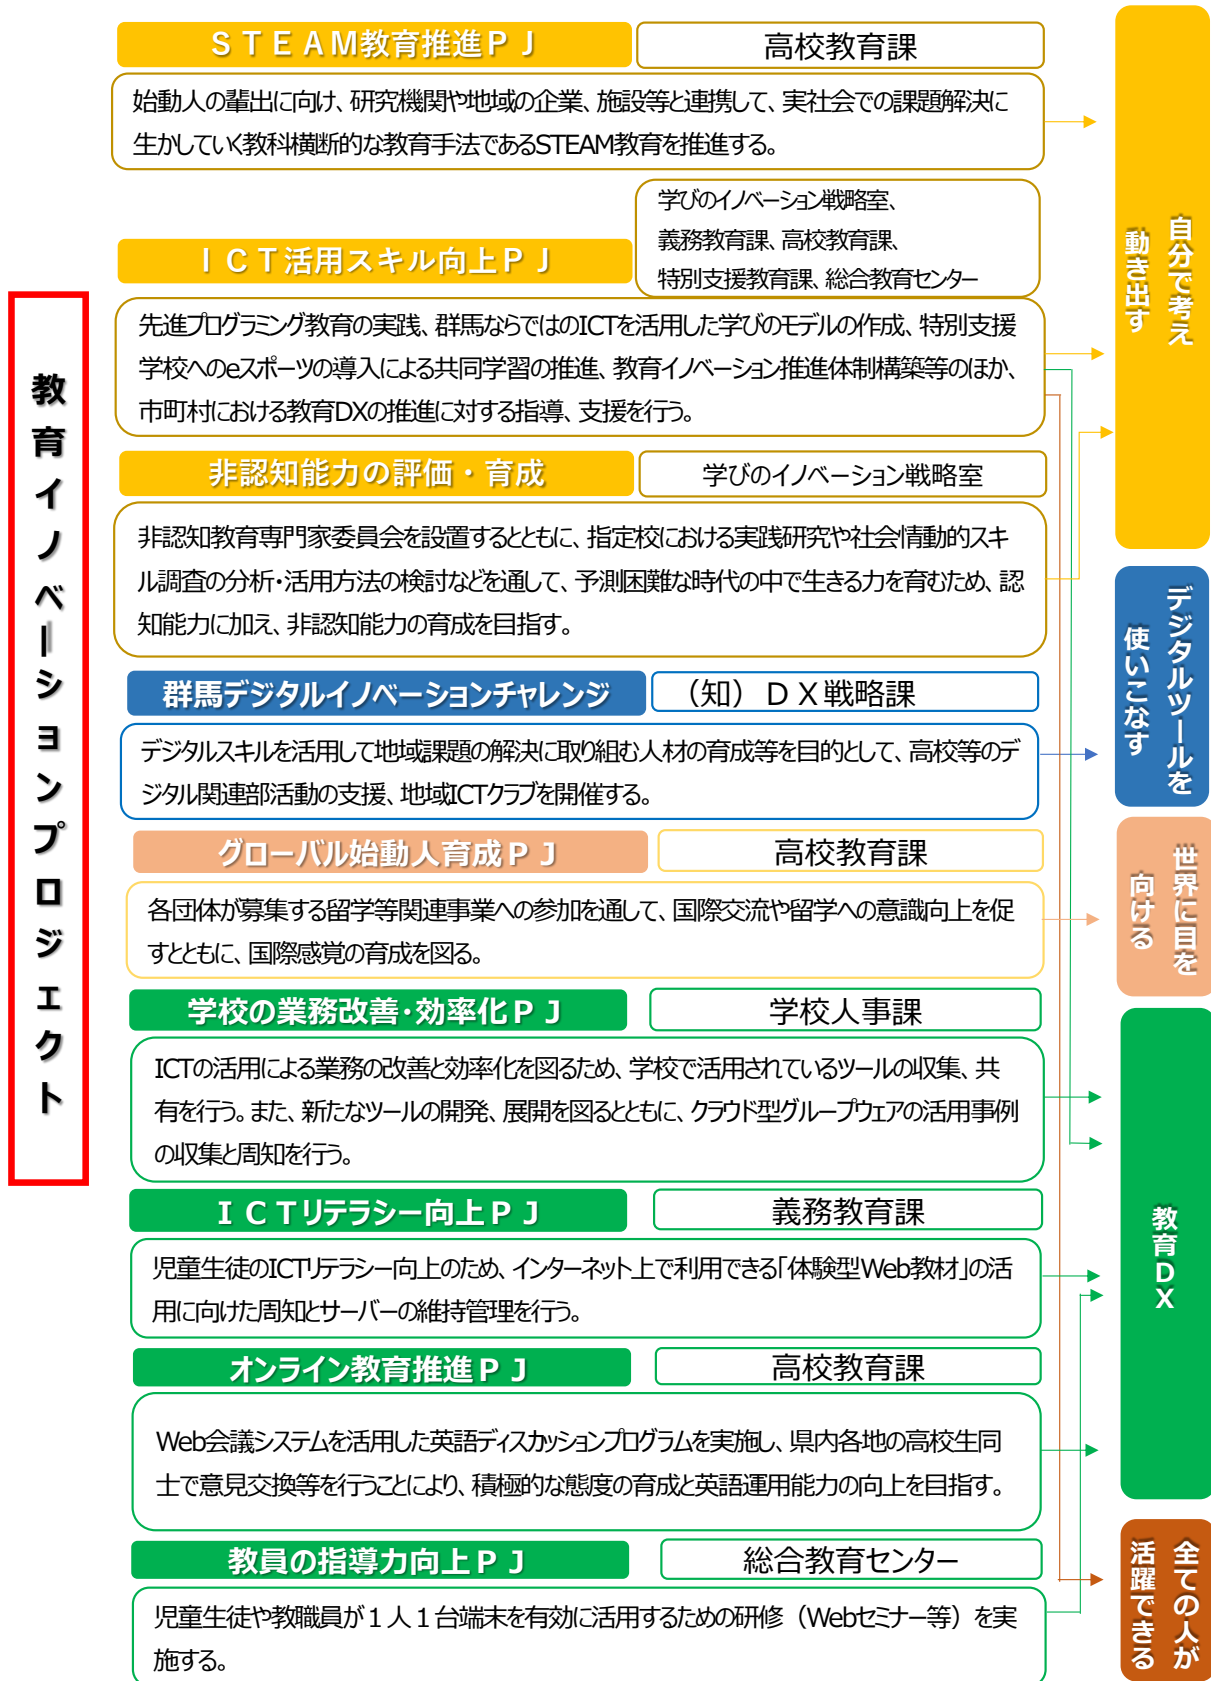 教育イノベーションプロジェクト
ＳＴＥＡＭ教育推進ＰＪ
高校教育課
始動人の輩出に向け、研究機関や地域の企業、施設等と連携して、実社会での課題解決に
生かしていく教科横断的な教育手法であるSTEAM教育を推進する。
学びのイノベーション戦略室、
義務教育課、高校教育課、
特別支援教育課、総合教育センター
ＩＣＴ活用スキル向上ＰＪ
先進プログラミング教育の実践、群馬ならではのICTを活用した学びのモデルの作成、特別支援
学校へのeスポーツの導入による共同学習の推進、教育イノベーション推進体制構築等のほか、
市町村における教育DXの推進に対する指導、支援を行う。
非認知能力の評価・育成
学びのイノベーション戦略室
非認知教育専門家委員会を設置するとともに、指定校における実践研究や社会情動的スキ
ル調査の分析・活用方法の検討などを通して、予測困難な時代の中で生きる力を育むため、認
知能力に加え、非認知能力の育成を目指す。
群馬デジタルイノベーションチャレンジ
（知）ＤＸ戦略課
デジタルスキルを活用して地域課題の解決に取り組む人材の育成等を目的として、高校等のデ
ジタル関連部活動の支援、地域ICTクラブを開催する。
グローバル始動人育成ＰＪ
高校教育課
各団体が募集する留学等関連事業への参加を通して、国際交流や留学への意識向上を促
すとともに、国際感覚の育成を図る。
学校の業務改善・効率化ＰＪ
学校人事課
ICTの活用による業務の改善と効率化を図るため、学校で活用されているツールの収集、共
有を行う。また、新たなツールの開発、展開を図るとともに、クラウド型グループウェアの活用事例
の収集と周知を行う。
ＩＣＴリテラシー向上ＰＪ
義務教育課
児童生徒のICTリテラシー向上のため、インターネット上で利用できる「体験型Web教材」の活
用に向けた周知とサーバーの維持管理を行う。
オンライン教育推進ＰＪ
高校教育課
Web会議システムを活用した英語ディスカッションプログラムを実施し、県内各地の高校生同
士で意見交換等を行うことにより、積極的な態度の育成と英語運用能力の向上を目指す。
教員の指導力向上ＰＪ
総合教育センター
児童生徒や教職員が１人１台端末を有効に活用するための研修（Webセミナー等）を実
施する。
自分で考え
動き出す
デジタルツールを
使いこなす
世界に目を
向ける
教育ＤＸ
全ての人が
活躍できる